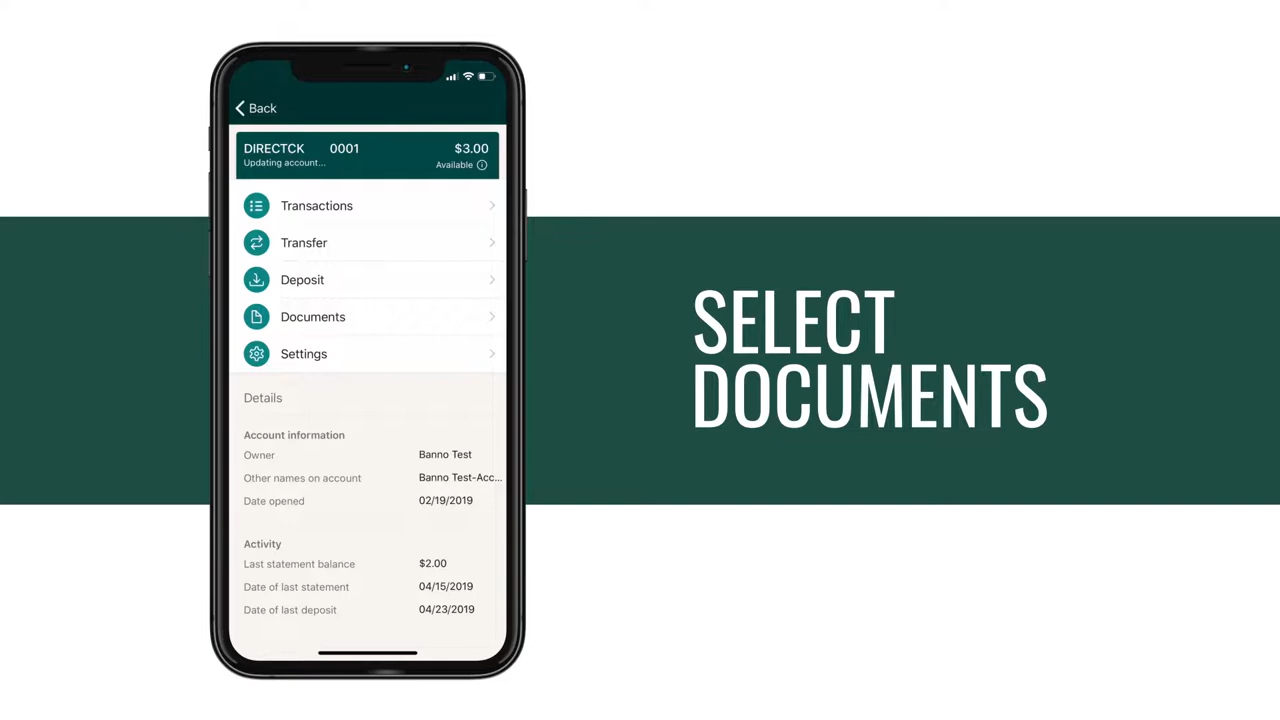 Back
DIRECTCK 0001 $3.00
Updating account... Available
Transactions
Transfer
Deposit
Documents
Settings
Details
Account information
Owner Banno Test
Other names on account Banno Test-Acc...
Date opened 02/19/2019
Activity
Last statement balance $2.00
Date of last statement 04/15/2019
Date of last deposit 04/23/2019
SELECT
DOCUMENTS